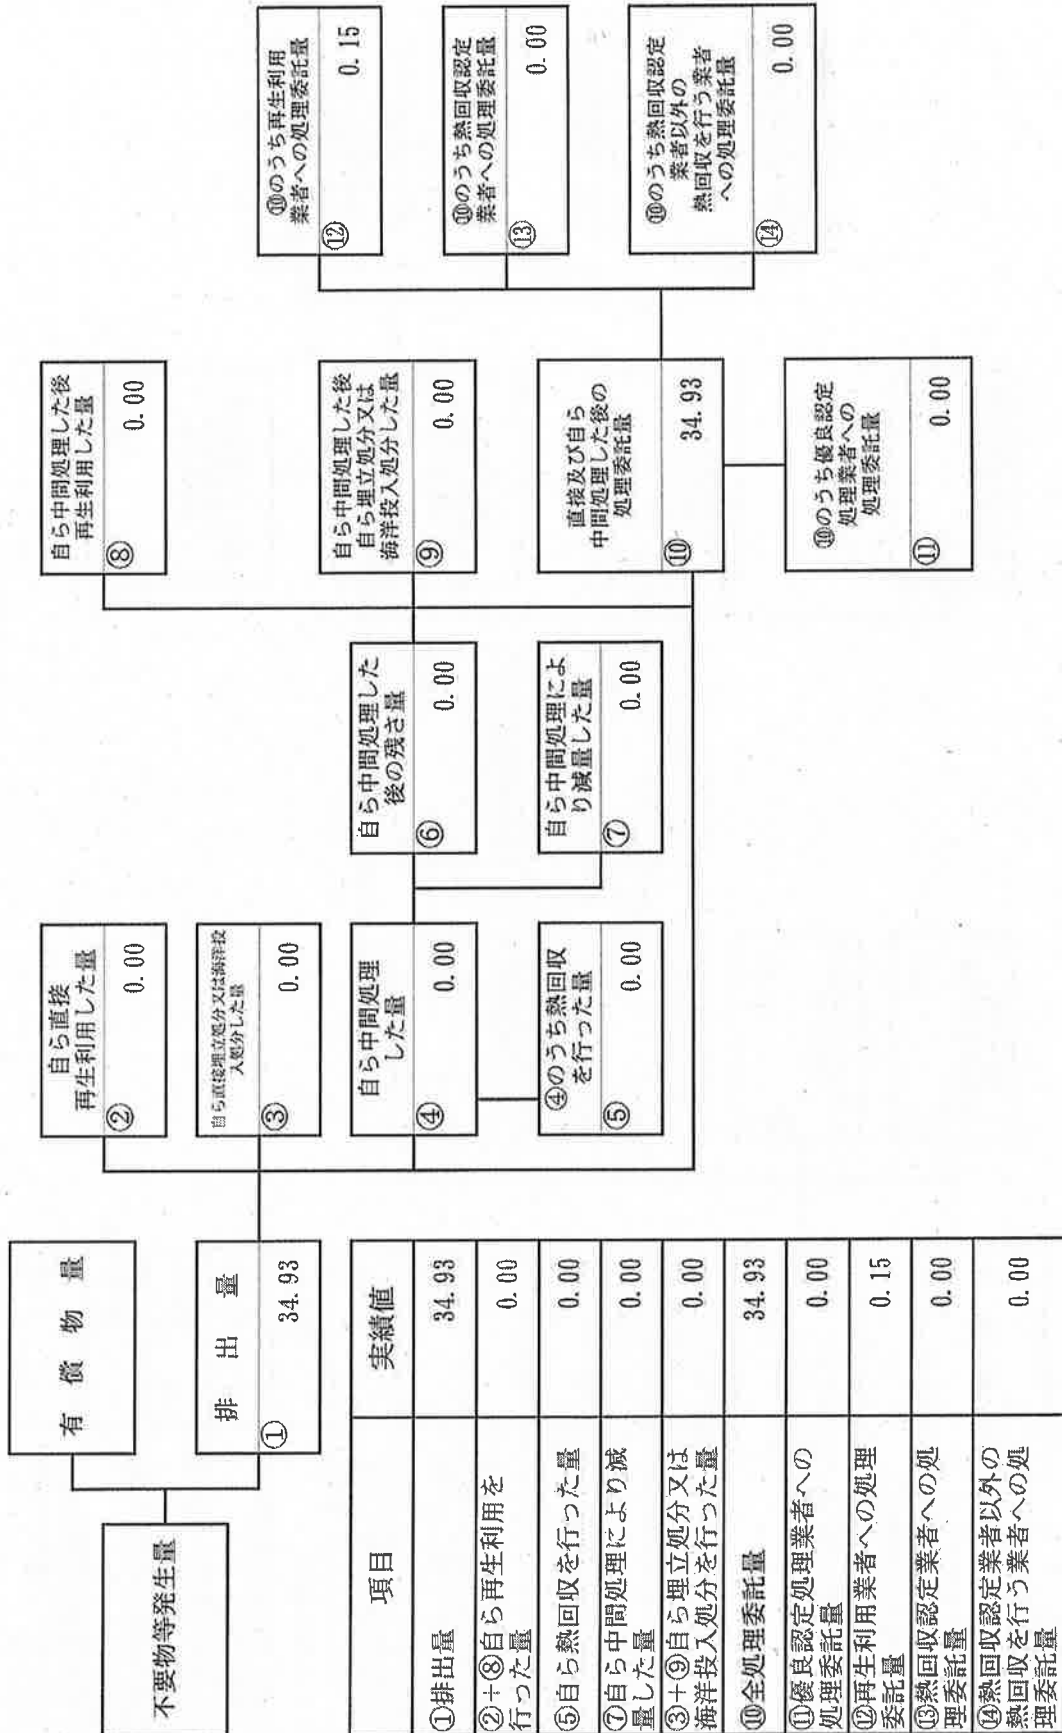 不要物等発生量
有償物量
排出量
① 34.93
自ら直接
再生利用した量
② 0.00
自ら直接埋立処分又は海洋投
入処分した量
③ 0.00
自ら中間処理
した量
④ 0.00
④のうち熱回収
を行った量
⑤ 0.00
自ら中間処理した
後の残さ量
⑥ 0.00
自ら中間処理によ
り減量した量
⑦ 0.00
自ら中間処理した後
再生利用した量
⑧ 0.00
自ら中間処理した後
自ら埋立処分又は
海洋投入処分した量
⑨ 0.00
直接及び自ら
中間処理した後の
処理委託量
⑩ 34.93
⑩のうち優良認定
処理業者への
処理委託量
⑪ 0.00
⑩のうち再生利用
業者への処理委託量
⑫ 0.15
⑩のうち熱回収認定
業者への処理委託量
⑬ 0.00
⑩のうち熱回収認定
業者以外の
熱回収を行う業者
への処理委託量
⑭ 0.00
項目 実績値
①排出量 34.93
②+⑧自ら再生利用を
行った量 0.00
⑤自ら熱回収を行った量 0.00
⑦自ら中間処理により減
量した量 0.00
③+⑨自ら埋立処分又は
海洋投入処分を行った量 0.00
⑩全処理委託量 34.93
⑪優良認定処理業者への
処理委託量 0.00
⑫再生利用業者への処理
委託量 0.15
⑬熱回収認定業者への処
理委託量 0.00
⑭熱回収認定業者以外の
熱回収を行う業者への処
理委託量 0.00